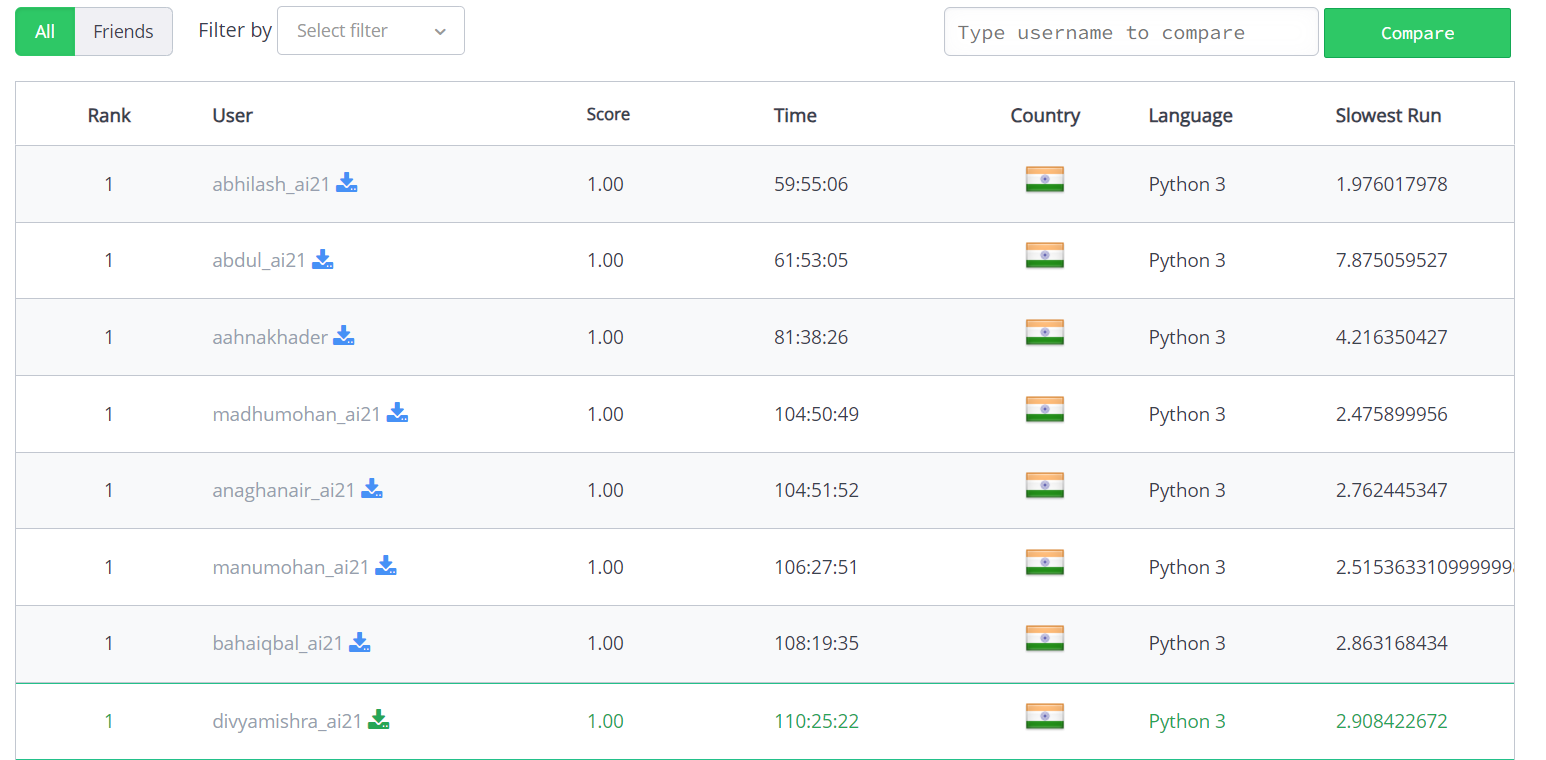 All Friends Filter by Select filter Type username to compare Compare
Rank User Score Time Country Language Slowest Run
1 abhilash_ai21 1.00 59:55:06 Python 3 1.976017978
1 abdul_ai21 1.00 61:53:05 Python 3 7.875059527
1 aahnakhader 1.00 81:38:26 Python 3 4.216350427
1 madhumohan_ai21 1.00 104:50:49 Python 3 2.475899956
1 anaghanair_ai21 1.00 104:51:52 Python 3 2.762445347
1 manumohan_ai21 1.00 106:27:51 Python 3 2.515363310999999
1 bahaiqbal_ai21 1.00 108:19:35 Python 3 2.863168434
1 divyamishra_ai21 1.00 110:25:22 Python 3 2.908422672